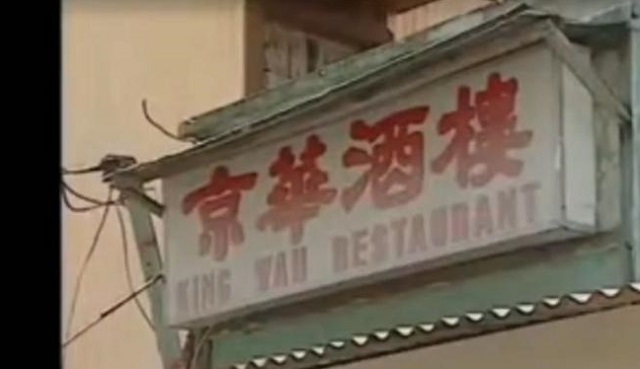 京華酒樓
KING WAH RESTAURANT